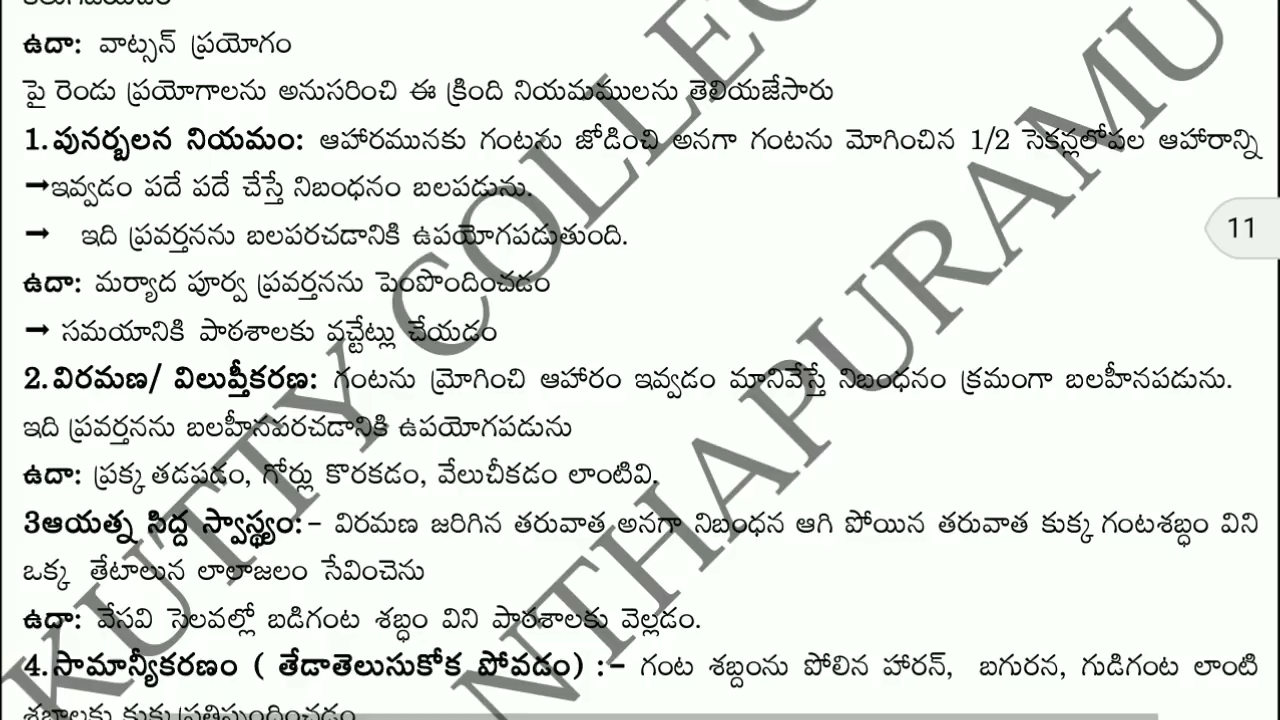 ఉదా: వాట్సన్ ప్రయోగం
పై రెండు ప్రయోగాలను అనుసరించి ఈ క్రింది నియమములను తెలియజేసారు
1.పునర్బలన నియమం: ఆహారమునకు గంటను జోడించి అనగా గంటను మోగించిన 1/2 సెకన్లలోపల ఆహారాన్ని
→ఇవ్వడం పదే పదే చేస్తే నిబంధనం బలపడును.
→ ఇది ప్రవర్తనను బలపరచడానికి ఉపయోగపడుతుంది.
11
ఉదా: మర్యాద పూర్వ ప్రవర్తనను పెంపొందించడం
→ సమయానికి పాఠశాలకు వచ్చేట్లు చేయడం
2.విరమణ/ విలుప్తీకరణ: గంటను మ్రోగించి ఆహారం ఇవ్వడం మానివేస్తే నిబంధనం క్రమంగా బలహీనపడును.
ఇది ప్రవర్తనను బలహీనపరచడానికి ఉపయోగపడును
ఉదా: ప్రక్క తడపడం, గోర్లు కొరకడం, వేలుచీకడం లాంటివి.
3ఆయత్న సిద్ద స్వాస్థ్యం:- విరమణ జరిగిన తరువాత అనగా నిబంధన ఆగి పోయిన తరువాత కుక్క గంటశబ్ధం విని
ఒక్క తేటాలున లాలాజలం సేవించెను
ఉదా: వేసవి సెలవల్లో బడిగంట శబ్ధం విని పాఠశాలకు వెల్లడం.
4.సామాన్యీకరణం ( తేడాతెలుసుకోక పోవడం) :- గంట శబ్దంను పోలిన హారన్, బగురన, గుడిగంట లాంటి
KUTTY COLLEG
NTHAPURAMU